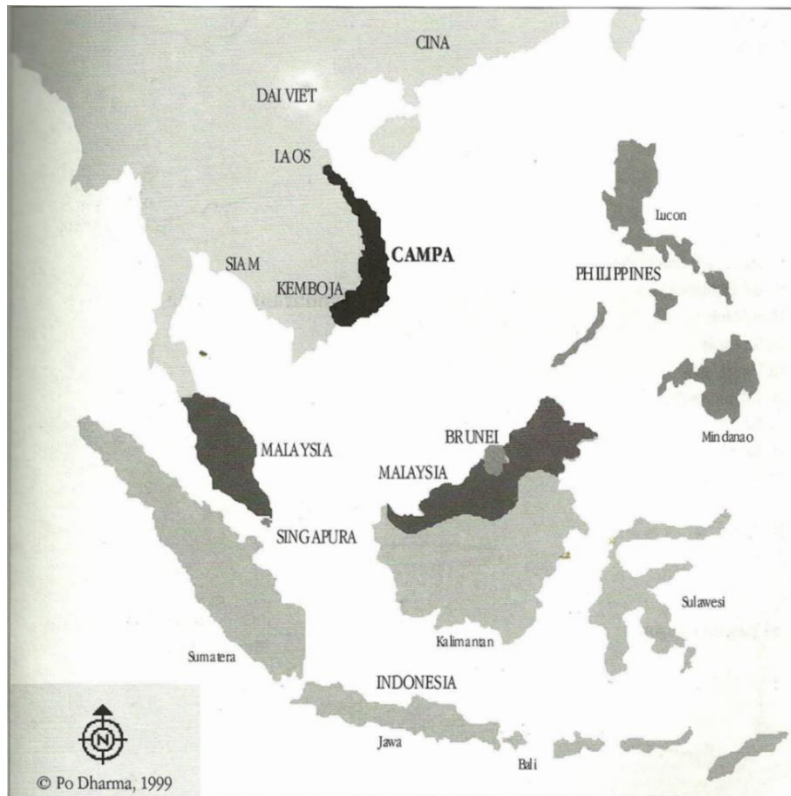 CINA
DAI VIET
LAOS
Lucon
CAMPA
SIAM
PHILIPPINES
KEMBOJA
BRUNEI
Mindanao
MALAYSIA
MALAYSIA
SINGAPURA
Sulawesi
Kalimantan
Sumatera
INDONESIA
Jawa
Bali
N
© Po Dharma, 1999